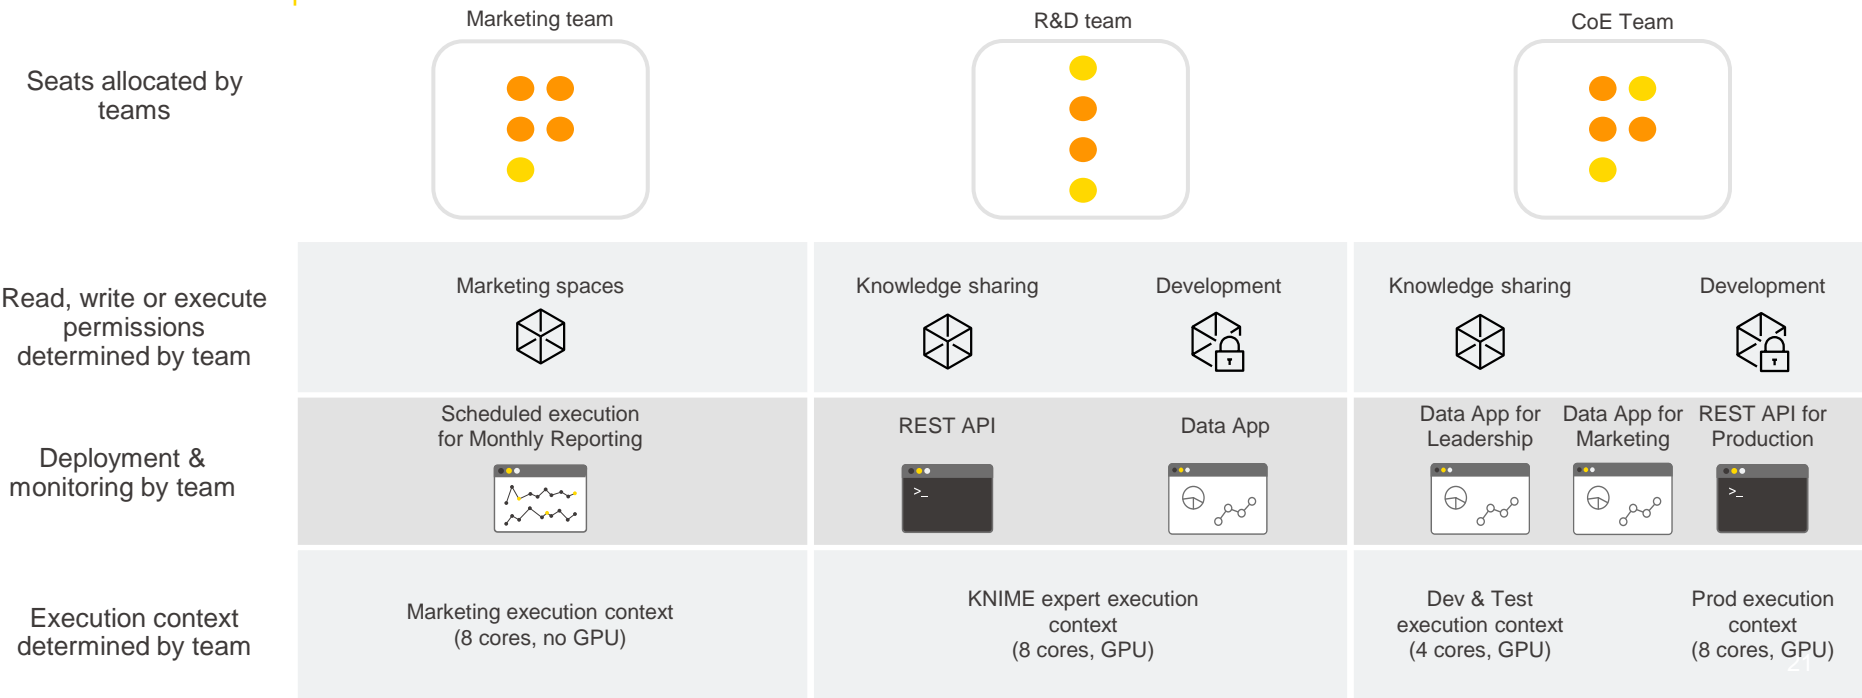 Marketing team
R&D team
CoE Team
Seats allocated by
teams
Read, write or execute
permissions
determined by team
Marketing spaces
Knowledge sharing
Development
Knowledge sharing
Development
Deployment &
monitoring by team
Scheduled execution
for Monthly Reporting
REST API
>_
Data App
Data App for
Leadership
Data App for
Marketing
REST API for
Production
>_
Execution context
determined by team
Marketing execution context
(8 cores, no GPU)
KNIME expert execution
context
(8 cores, GPU)
Dev & Test
execution context
(4 cores, GPU)
Prod execution
context
(8 cores, GPU)
21